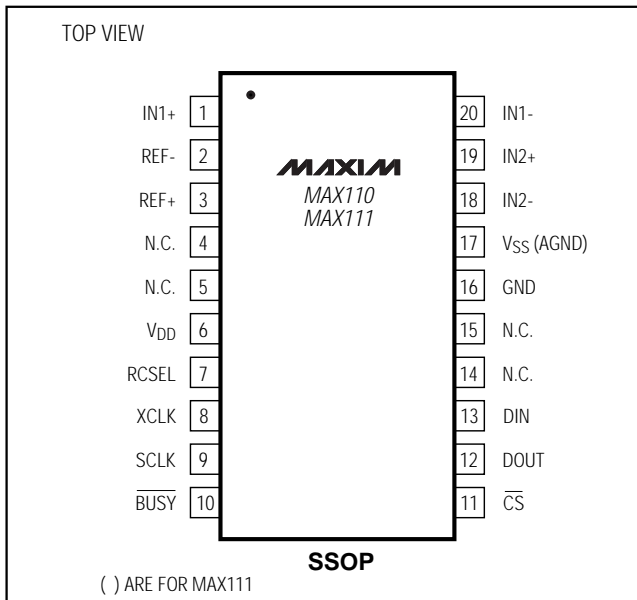 TOP VIEW
IN1+ 1
REF- 2
REF+ 3
N.C. 4
N.C. 5
VDD 6
RCSEL 7
XCLK 8
SCLK 9
BUSY 10
MAXIM
MAX110
MAX111
20 IN1-
19 IN2+
18 IN2-
17 VSS (AGND)
16 GND
15 N.C.
14 N.C.
13 DIN
12 DOUT
11 CS
SSOP
( ) ARE FOR MAX111